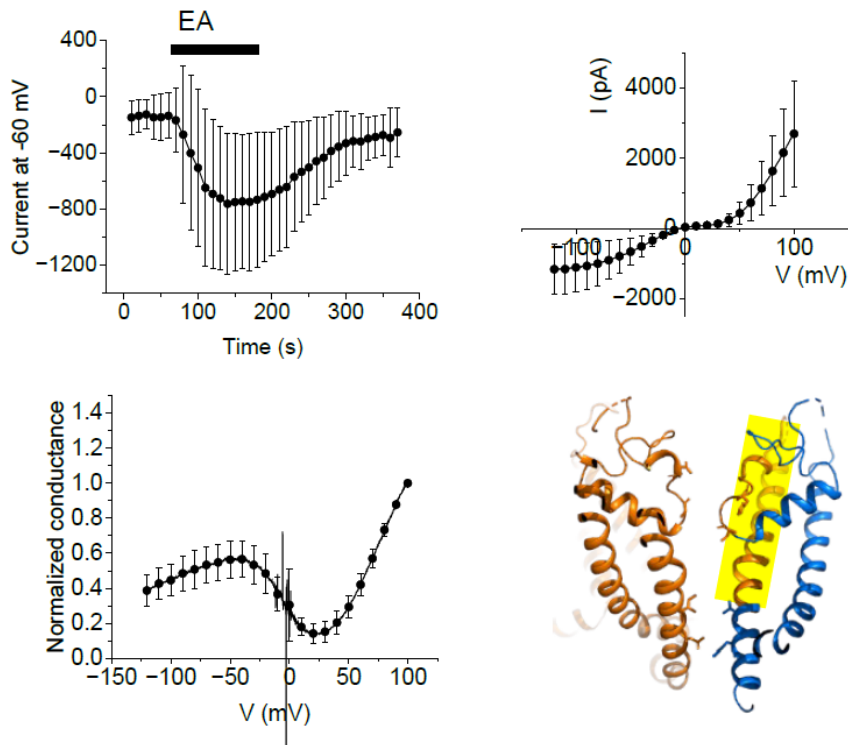 EA
400
0
−400
−800
−1200
Current at -60 mV
0 100 200 300 400
Time (s)
I (pA)
4000
2000
0
−2000
−100 0 100
V (mV)
Normalized conductance
1.4
1.2
1.0
0.8
0.6
0.4
0.2
0.0
−150 −100 −50 0 50 100
V (mV)